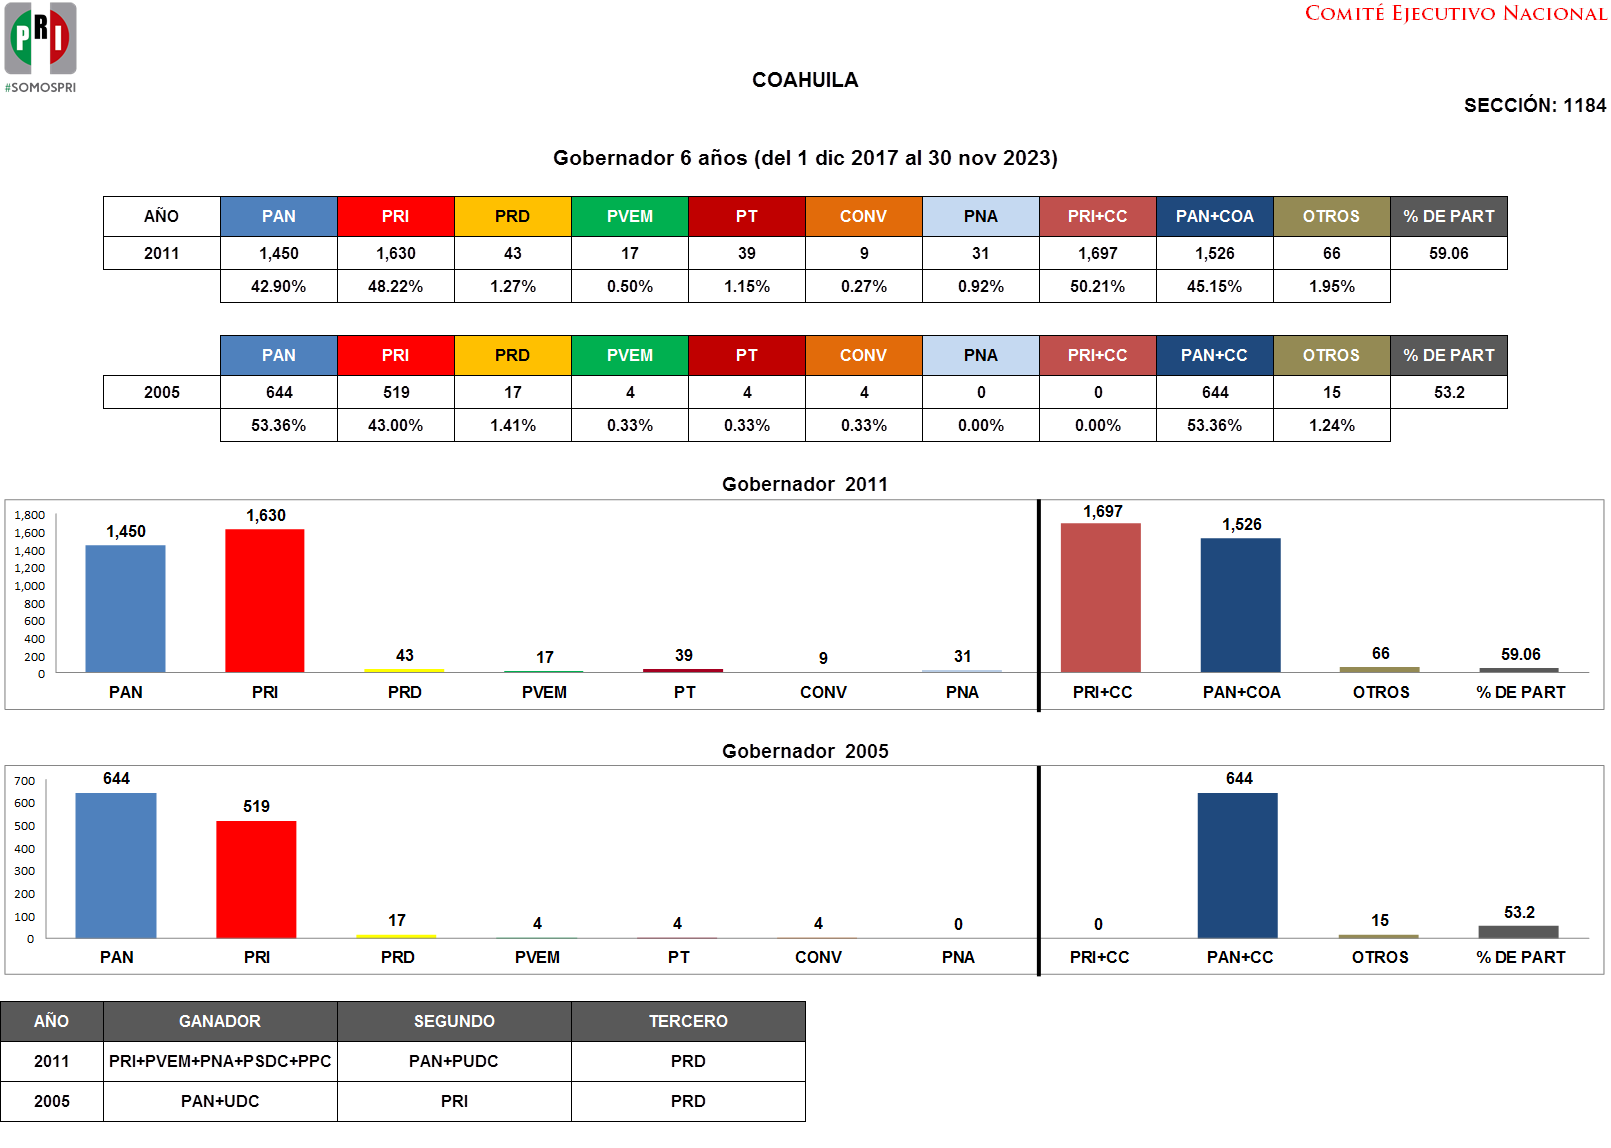 PRI
#SOMOSPRI
COMITÉ EJECUTIVO NACIONAL
COAHUILA
SECCIÓN: 1184
Gobernador 6 años (del 1 dic 2017 al 30 nov 2023)
AÑO PAN PRI PRD PVEM PT CONV PNA PRI+CC PAN+COA OTROS % DE PART
2011 1,450 1,630 43 17 39 9 31 1,697 1,526 66 59.06
42.90% 48.22% 1.27% 0.50% 1.15% 0.27% 0.92% 50.21% 45.15% 1.95%
PAN PRI PRD PVEM PT CONV PNA PRI+CC PAN+CC OTROS % DE PART
2005 644 519 17 4 4 4 0 0 644 15 53.2
53.36% 43.00% 1.41% 0.33% 0.33% 0.33% 0.00% 0.00% 53.36% 1.24%
Gobernador 2011
1,800
1,600
1,400
1,200
1,000
800
600
400
200
0
1,450 1,630 43 17 39 9 31 1,697 1,526 66 59.06
PAN PRI PRD PVEM PT CONV PNA PRI+CC PAN+COA OTROS % DE PART
Gobernador 2005
700
600
500
400
300
200
100
0
644 519 17 4 4 4 0 0 644 15 53.2
PAN PRI PRD PVEM PT CONV PNA PRI+CC PAN+CC OTROS % DE PART
AÑO GANADOR SEGUNDO TERCERO
2011 PRI+PVEM+PNA+PSDC+PPC PAN+PUDC PRD
2005 PAN+UDC PRI PRD